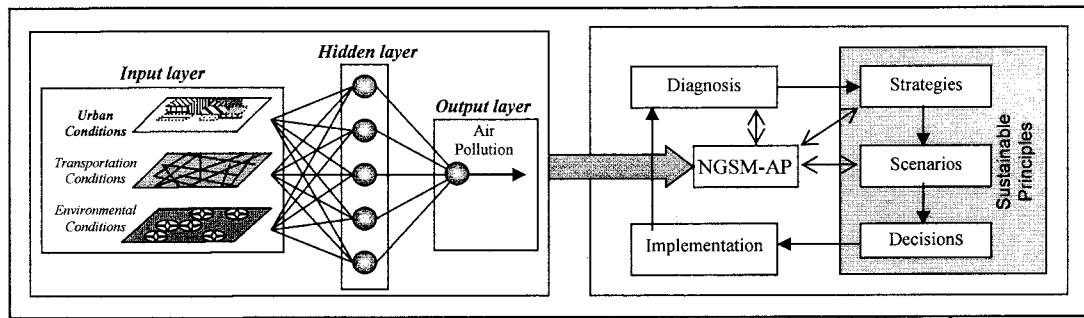 Input layer
Urban
Conditions
Transportation
Conditions
Environmental
Conditions
Hidden layer
Output layer
Air
Pollution
Diagnosis
NGSM-AP
Implementation
Strategies
Scenarios
DecisionS
Sustainable
Principles